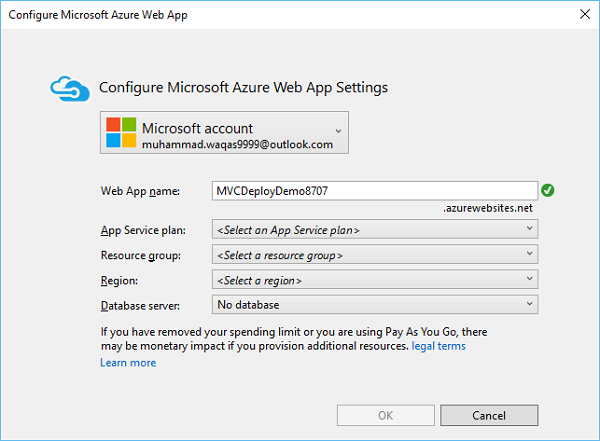 Configure Microsoft Azure Web App
Configure Microsoft Azure Web App Settings
Microsoft account
muhammad.waqas9999@outlook.com
Web App name: MVCDeployDemo8707
.azurewebsites.net
App Service plan: <Select an App Service plan>
Resource group: <Select a resource group>
Region: <Select a region>
Database server: No database
If you have removed your spending limit or you are using Pay As You Go, there
may be monetary impact if you provision additional resources. legal terms
Learn more
OK Cancel